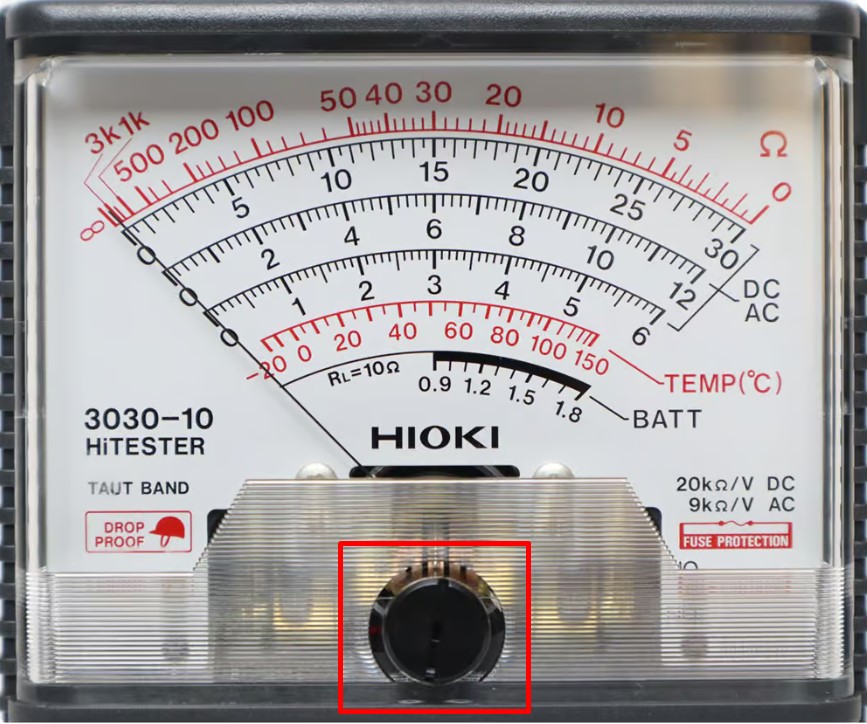 3k 1k 500 200 100 50 40 30 20 10 5 0 Ω
∞
0 5 10 15 20 25 30
0 2 4 6 8 10 12
0 1 2 3 4 5 6
DC
AC
-20 0 20 40 60 80 100 150 TEMP(℃)
RL=10Ω 0.9 1.2 1.5 1.8 BATT
3030-10
HiTESTER
HIOKI
TAUT BAND
DROP
PROOF
20kΩ/V DC
9kΩ/V AC
FUSE PROTECTION